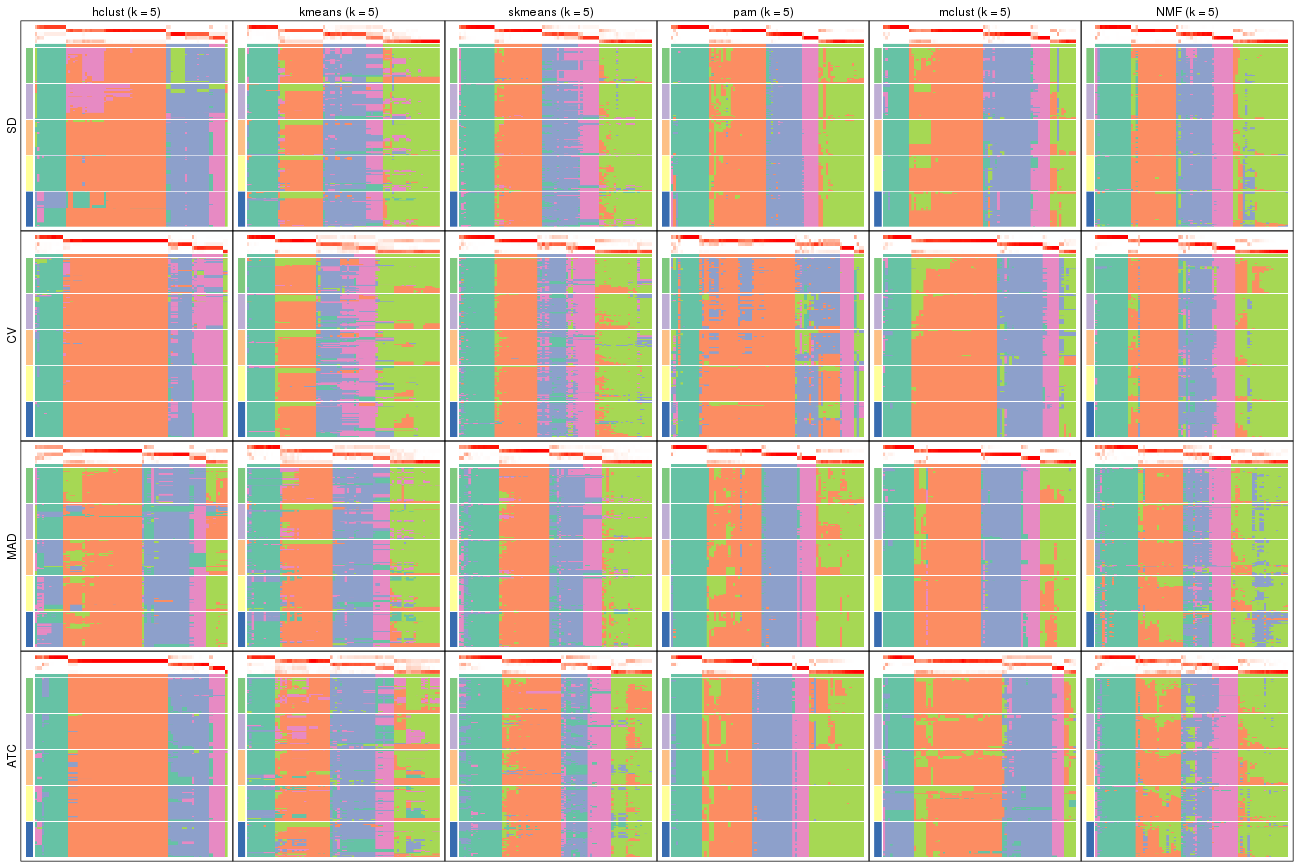 hclust (k = 5)
kmeans (k = 5)
skmeans (k = 5)
pam (k = 5)
mclust (k = 5)
NMF (k = 5)
SD
CV
MAD
ATC